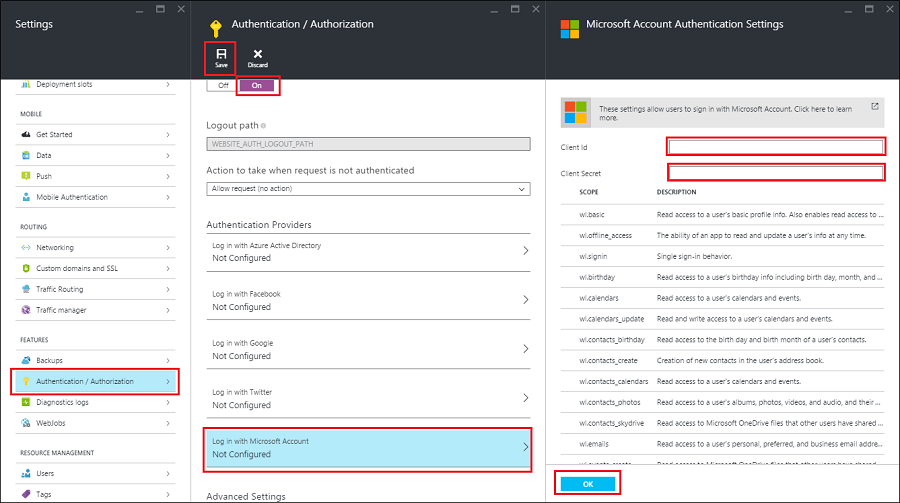 Settings
Deployment slots
MOBILE
Get Started
Data
Push
Mobile Authentication
ROUTING
Networking
Custom domains and SSL
Traffic Routing
Traffic manager
FEATURES
Backups
Authentication / Authorization
Diagnostics logs
WebJobs
RESOURCE MANAGEMENT
Users
Tags
Authentication / Authorization
Save Discard
Off On
Logout path
WEBSITE_AUTH_LOGOUT_PATH
Action to take when request is not authenticated
Allow request (no action)
Authentication Providers
Log in with Azure Active Directory
Not Configured
Log in with Facebook
Not Configured
Log in with Google
Not Configured
Log in with Twitter
Not Configured
Log in with Microsoft Account
Not Configured
Advanced Settings
Microsoft Account Authentication Settings
These settings allow users to sign in with Microsoft Account. Click here to learn
more.
Client Id
Client Secret
SCOPE DESCRIPTION
wl.basic Read access to a user's basic profile info. Also enables read access to ...
wl.offline_access The ability of an app to read and update a user's info at any time.
wl.signin Single sign-in behavior.
wl.birthday Read access to a user's birthday info including birth day, month, and...
wl.calendars Read access to a user's calendars and events.
wl.calendars_update Read and write access to a user's calendars and events.
wl.contacts_birthday Read access to the birth day and birth month of a user's contacts.
wl.contacts_create Creation of new contacts in the user's address book.
wl.contacts_calendars Read access to a user's calendars and events.
wl.contacts_photos Read access to a user's albums, photos, videos, and audio, and their ...
wl.contacts_skydrive Read access to Microsoft OneDrive files that other users have shared ...
wl.emails Read access to a user's personal, preferred, and business email addre...
OK